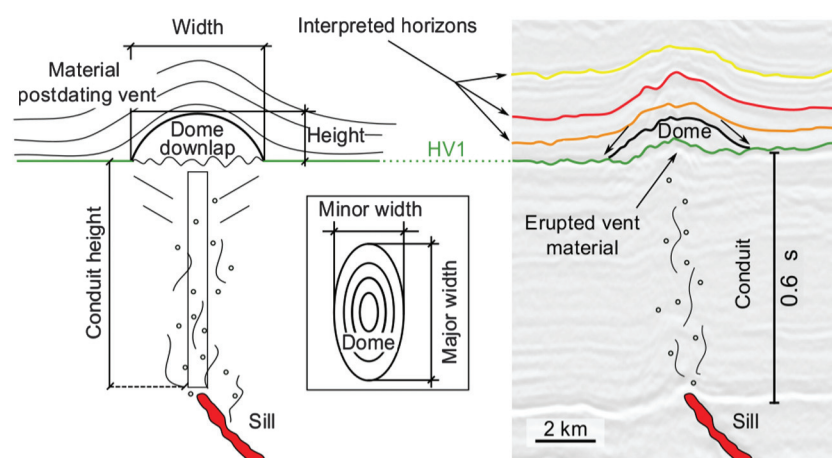 Width
Interpreted horizons
Material
postdating vent
Dome
downlap
Height
HV1
Dome
Erupted vent
material
Conduit height
Minor width
Major width
Dome
Conduit
0.6 s
Sill
2 km
Sill